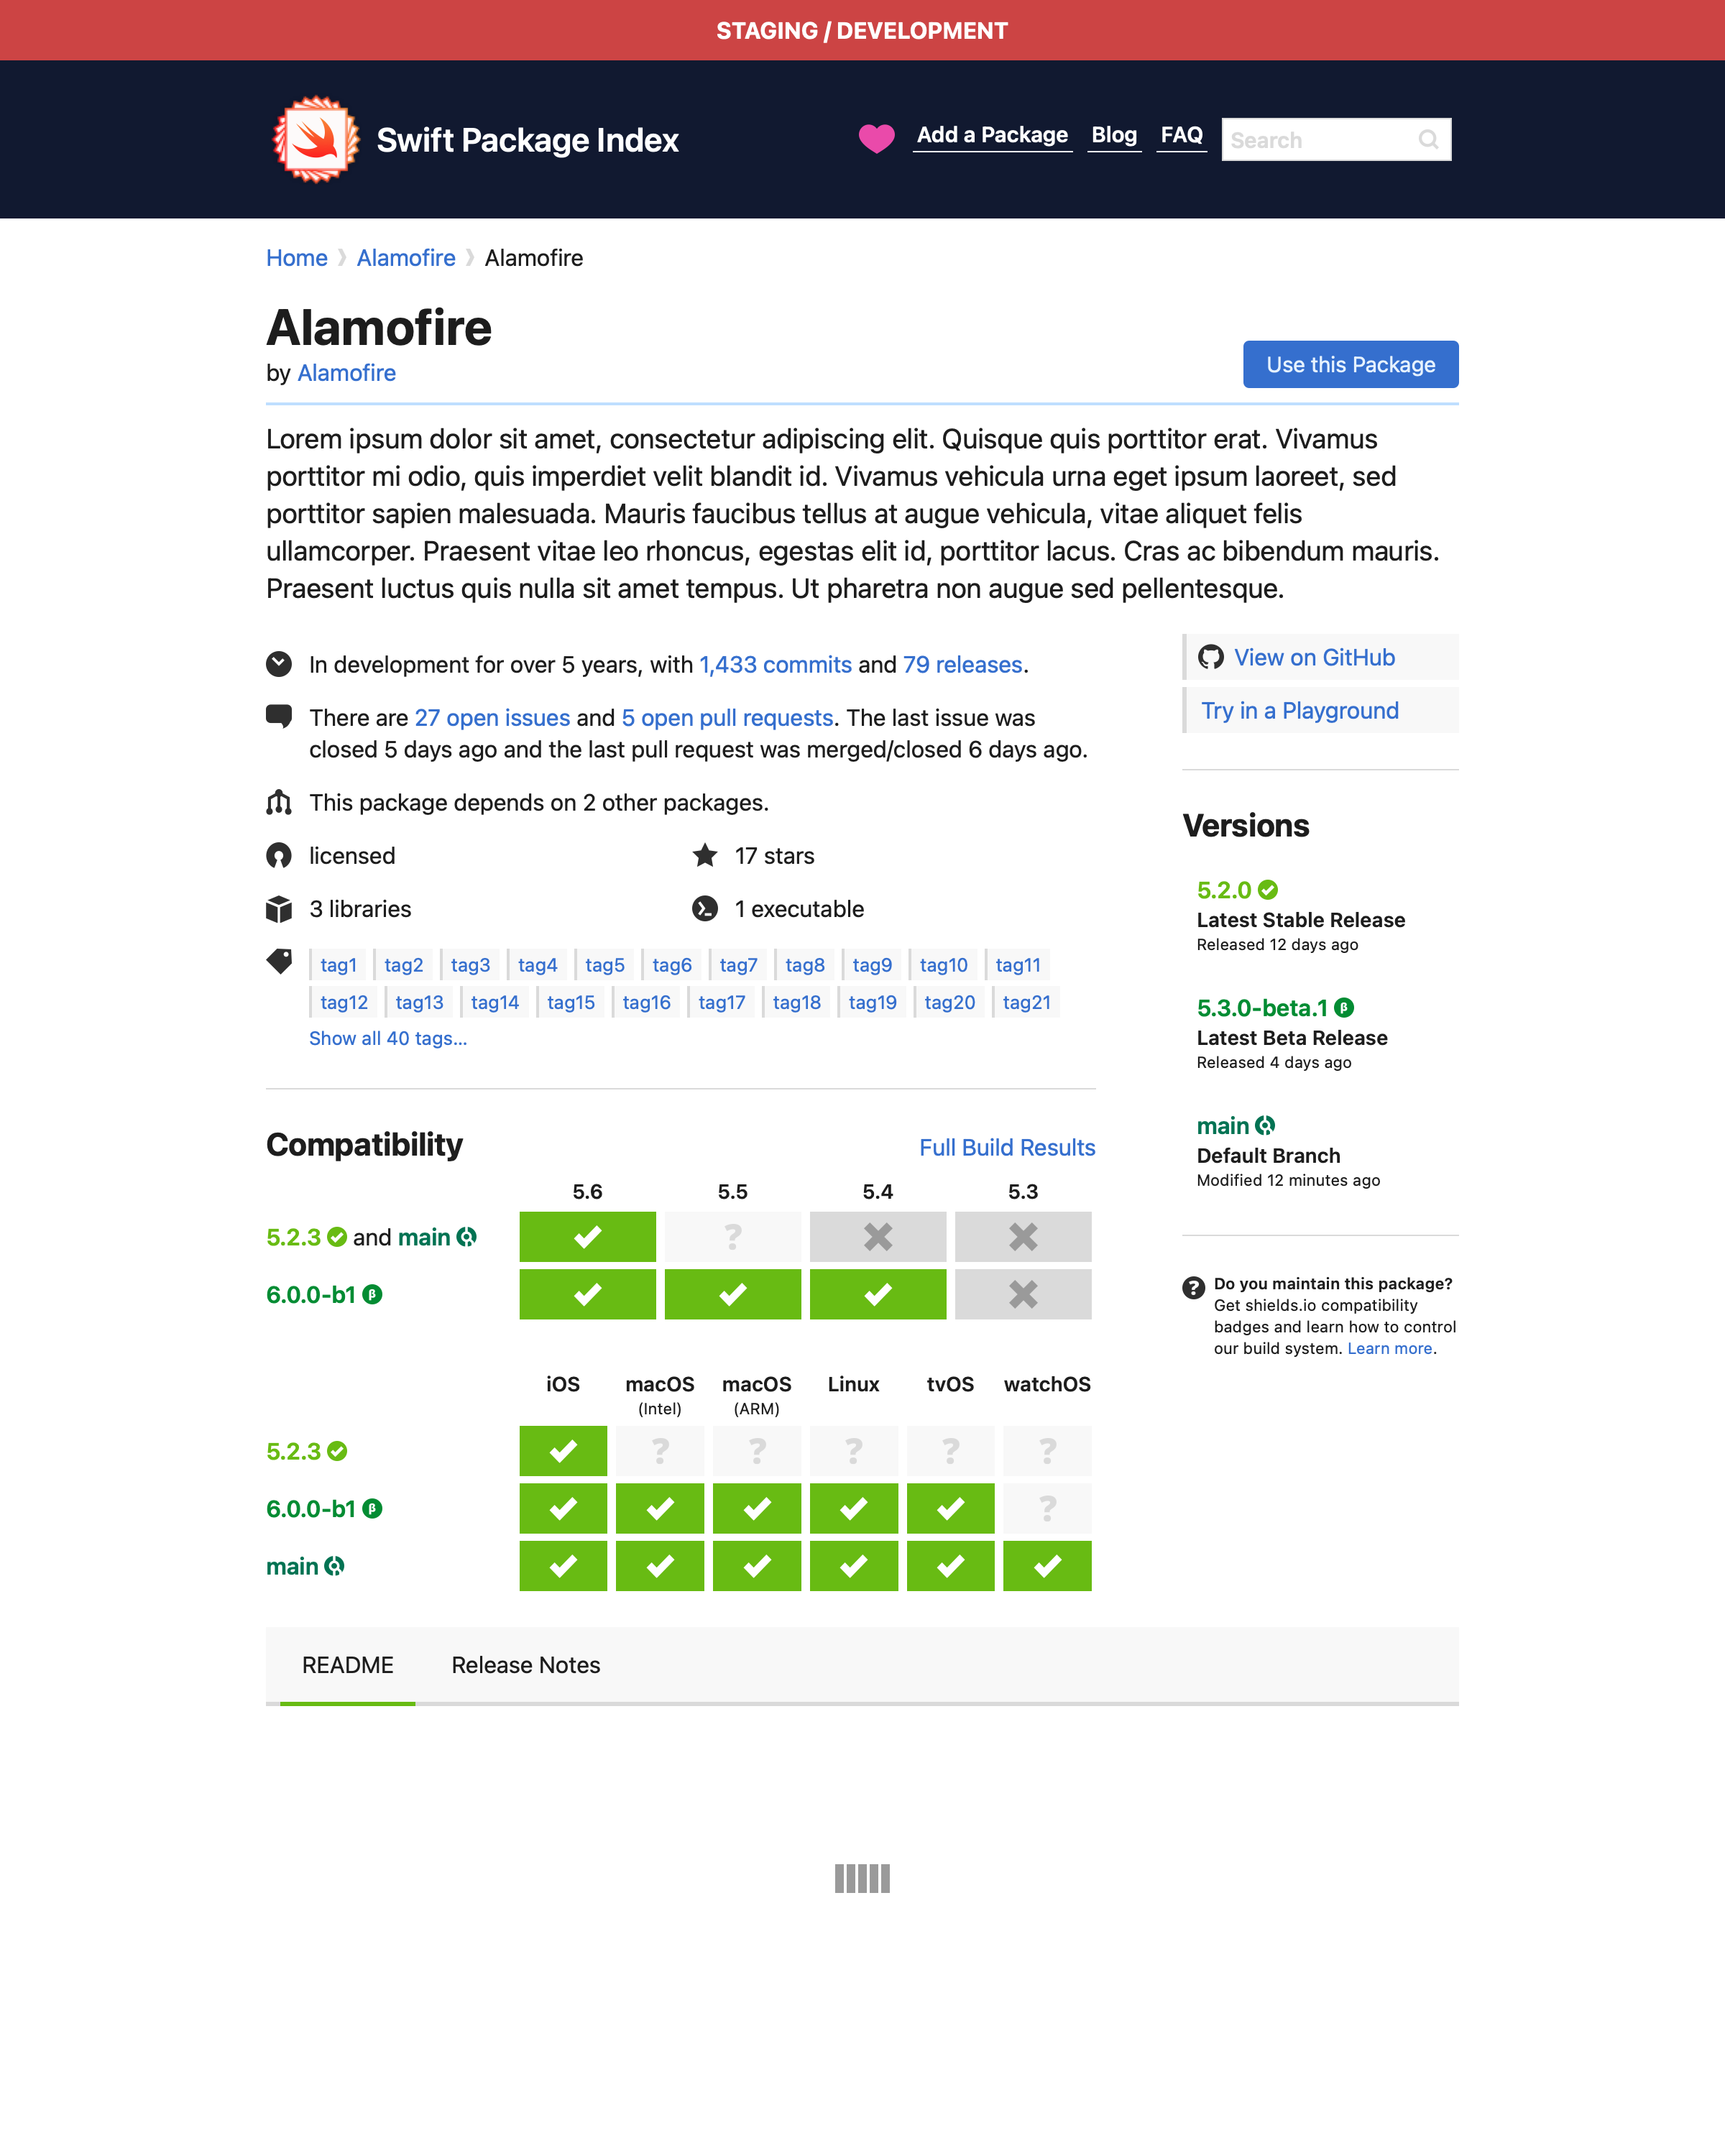 STAGING / DEVELOPMENT
Swift Package Index
Add a Package Blog FAQ Search
Home Alamofire Alamofire
Alamofire
by Alamofire
Use this Package
Lorem ipsum dolor sit amet, consectetur adipiscing elit. Quisque quis porttitor erat. Vivamus
porttitor mi odio, quis imperdiet velit blandit id. Vivamus vehicula urna eget ipsum laoreet, sed
porttitor sapien malesuada. Mauris faucibus tellus at augue vehicula, vitae aliquet felis
ullamcorper. Praesent vitae leo rhoncus, egestas elit id, porttitor lacus. Cras ac bibendum mauris.
Praesent luctus quis nulla sit amet tempus. Ut pharetra non augue sed pellentesque.
In development for over 5 years, with 1,433 commits and 79 releases.
There are 27 open issues and 5 open pull requests. The last issue was
closed 5 days ago and the last pull request was merged/closed 6 days ago.
This package depends on 2 other packages.
licensed
17 stars
3 libraries
1 executable
tag1 tag2 tag3 tag4 tag5 tag6 tag7 tag8 tag9 tag10 tag11
tag12 tag13 tag14 tag15 tag16 tag17 tag18 tag19 tag20 tag21
Show all 40 tags...
View on GitHub
Try in a Playground
Versions
5.2.0
Latest Stable Release
Released 12 days ago
5.3.0-beta.1 β
Latest Beta Release
Released 4 days ago
main
Default Branch
Modified 12 minutes ago
? Do you maintain this package?
Get shields.io compatibility
badges and learn how to control
our build system. Learn more.
Compatibility
Full Build Results
5.6 5.5 5.4 5.3
5.2.3 and main ?
6.0.0-b1 β
iOS macOS macOS Linux tvOS watchOS
(Intel) (ARM)
5.2.3 ? ? ? ? ?
6.0.0-b1 β ?
main
README Release Notes